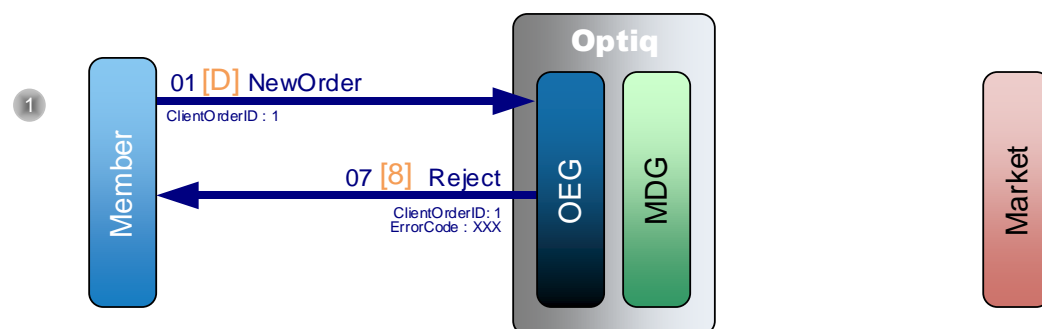 Optiq
1
01 [D] NewOrder
ClientOrderID : 1
07 [8] Reject
ClientOrderID: 1
ErrorCode : XXX
Member
OEG
MDG
Market